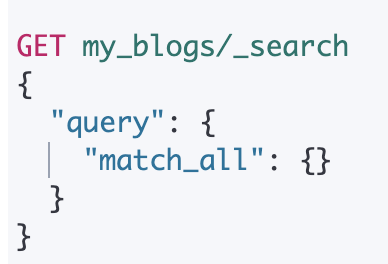 GET my_blogs/_search
{
  "query": {
    "match_all": {}
  }
}